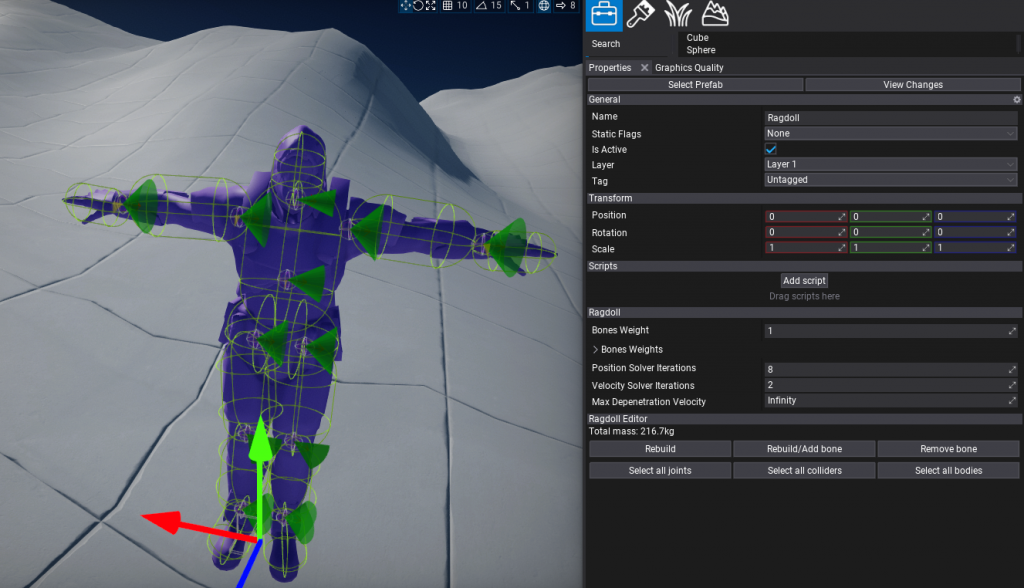 10 15 1 8
Search
Cube
Sphere
Properties Graphics Quality
Select Prefab View Changes
General
Name Ragdoll
Static Flags None
Is Active
Layer Layer 1
Tag Untagged
Transform
Position 0 0 0
Rotation 0 0 0
Scale 1 1 1
Scripts
Add script
Drag scripts here
Ragdoll
Bones Weight 1
Bones Weights
Position Solver Iterations 8
Velocity Solver Iterations 2
Max Depenetration Velocity Infinity
Ragdoll Editor
Total mass: 216.7kg
Rebuild Rebuild/Add bone Remove bone
Select all joints Select all colliders Select all bodies